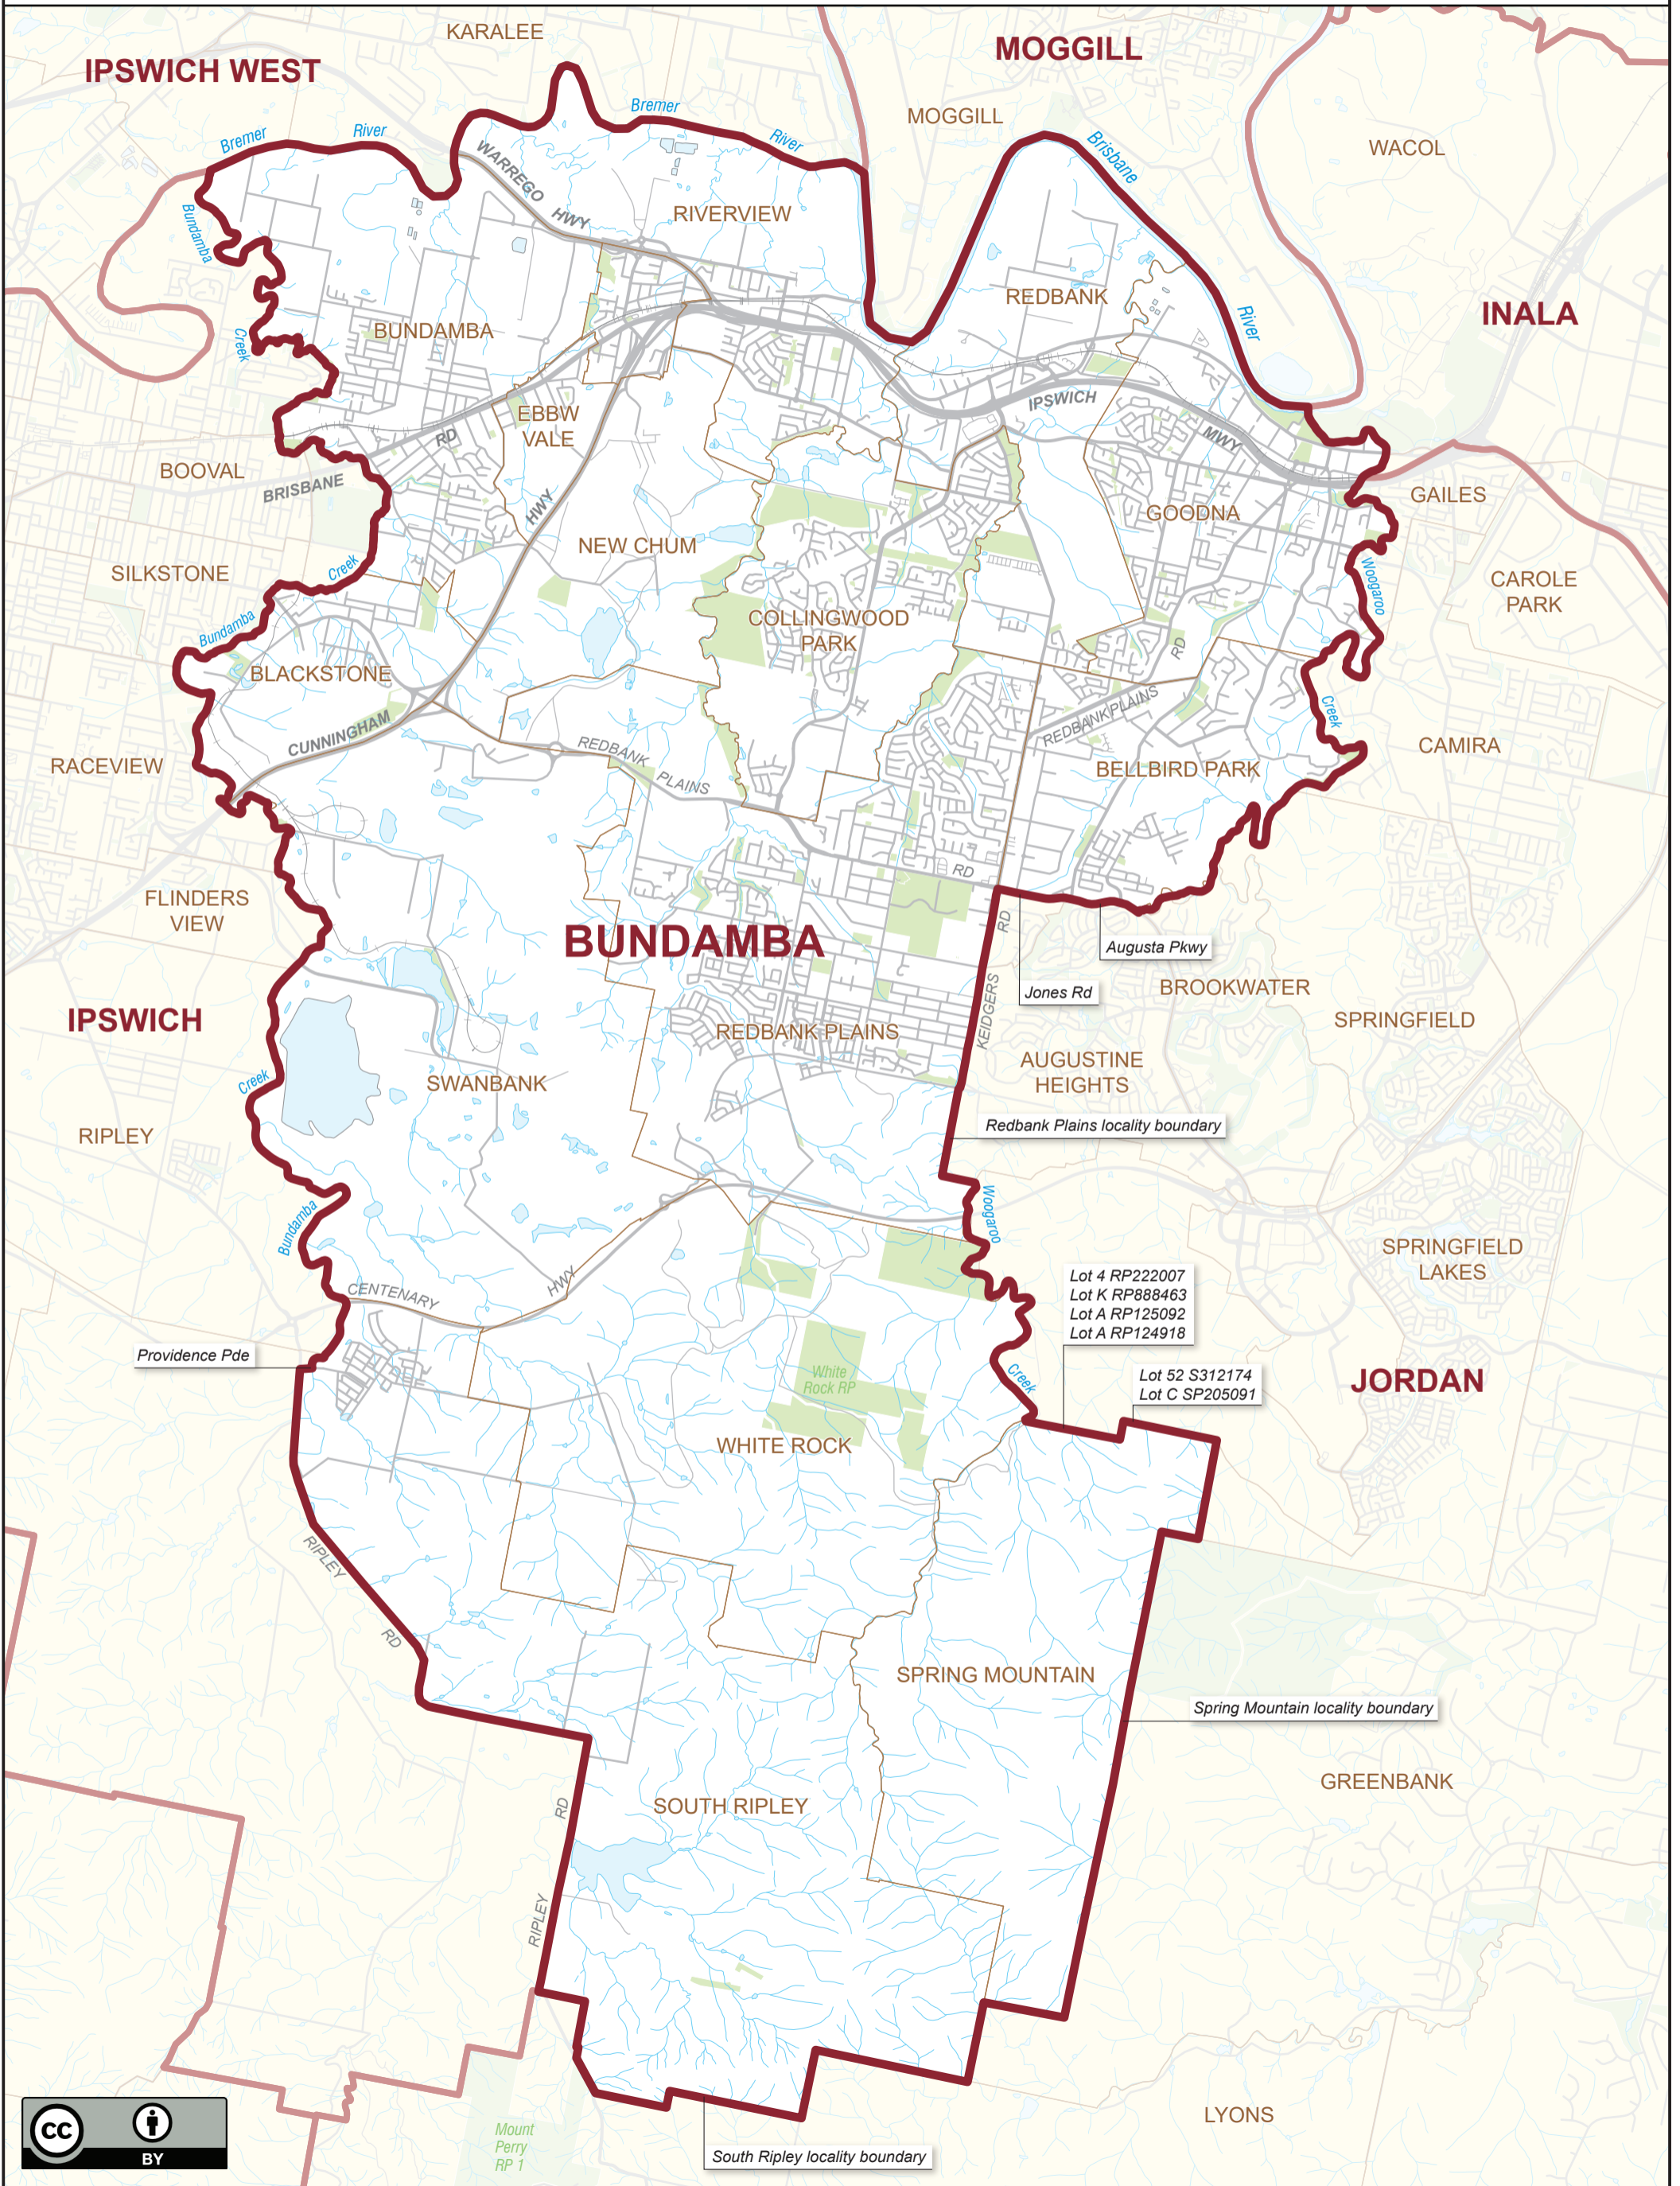 KARALEE
IPSWICH WEST
MOGGILL
Bremer
MOGGILL
Bremer
River
River
Brisbane
WACOL
WARREGO
HWY
RIVERVIEW
Bundamba
REDBANK
River
INALA
BUNDAMBA
Creek
IPSWICH
EBBW
VALE
RD
MWY
BOOVAL
BRISBANE
HWY
GAILES
GOODNA
NEW CHUM
SILKSTONE
Creek
Woogaroo
CAROLE
PARK
COLLINGWOOD
PARK
Bundamba
RD
BLACKSTONE
REDBANK PLAINS
Creek
CUNNINGHAM
REDBANK
PLAINS
CAMIRA
RACEVIEW
BELLBIRD PARK
RD
FLINDERS
VIEW
BUNDAMBA
RD
Augusta Pkwy
BROOKWATER
Jones Rd
IPSWICH
KEIDGERS
SPRINGFIELD
REDBANK PLAINS
AUGUSTINE
HEIGHTS
Creek
SWANBANK
Redbank Plains locality boundary
RIPLEY
Bundamba
Woogaroo
SPRINGFIELD
LAKES
CENTENARY
HWY
Lot 4 RP222007
Lot K RP888463
Lot A RP125092
Lot A RP124918
Providence Pde
White
Rock RP
Creek
Lot 52 S312174
Lot C SP205091
JORDAN
WHITE ROCK
RIPLEY
RD
SPRING MOUNTAIN
Spring Mountain locality boundary
GREENBANK
SOUTH RIPLEY
RD
RIPLEY
LYONS
CC
BY
Mount
Perry
RP 1
South Ripley locality boundary